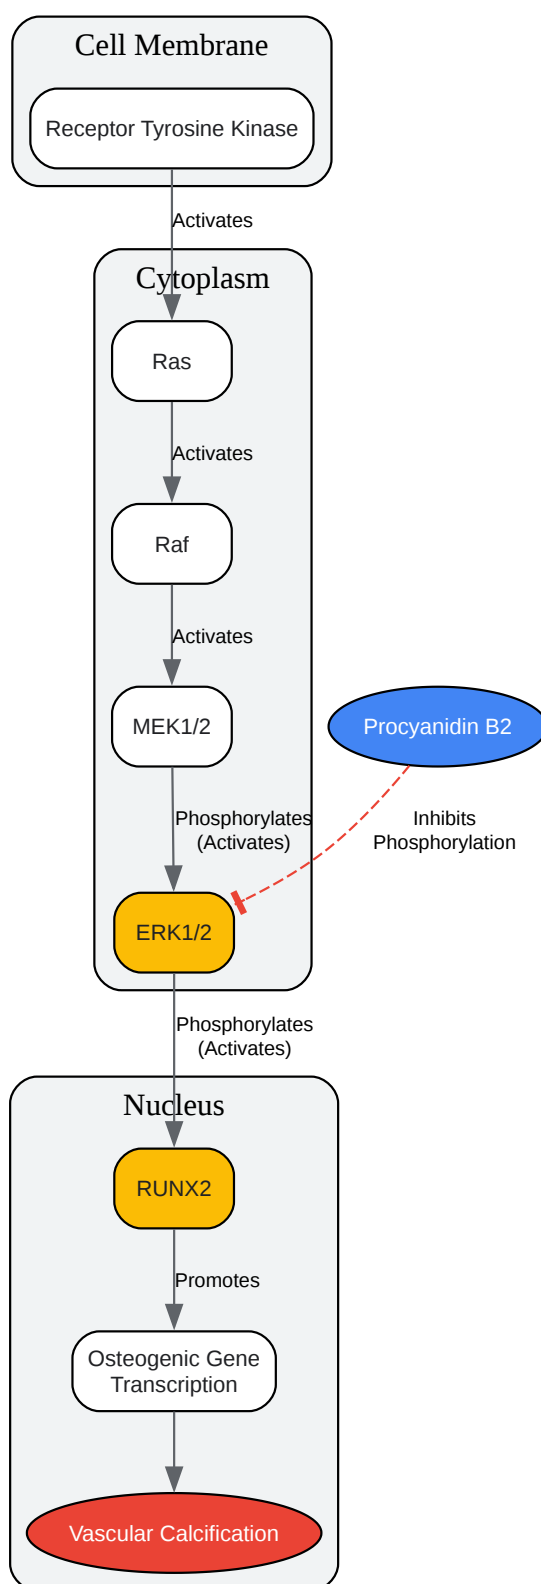 Cell Membrane
Receptor Tyrosine Kinase
Activates
Cytoplasm
Ras
Activates
Raf
Activates
MEK1/2
Procyanidin B2
Phosphorylates
(Activates)
Inhibits
Phosphorylation
ERK1/2
Phosphorylates
(Activates)
Nucleus
RUNX2
Promotes
Osteogenic Gene
Transcription
Vascular Calcification